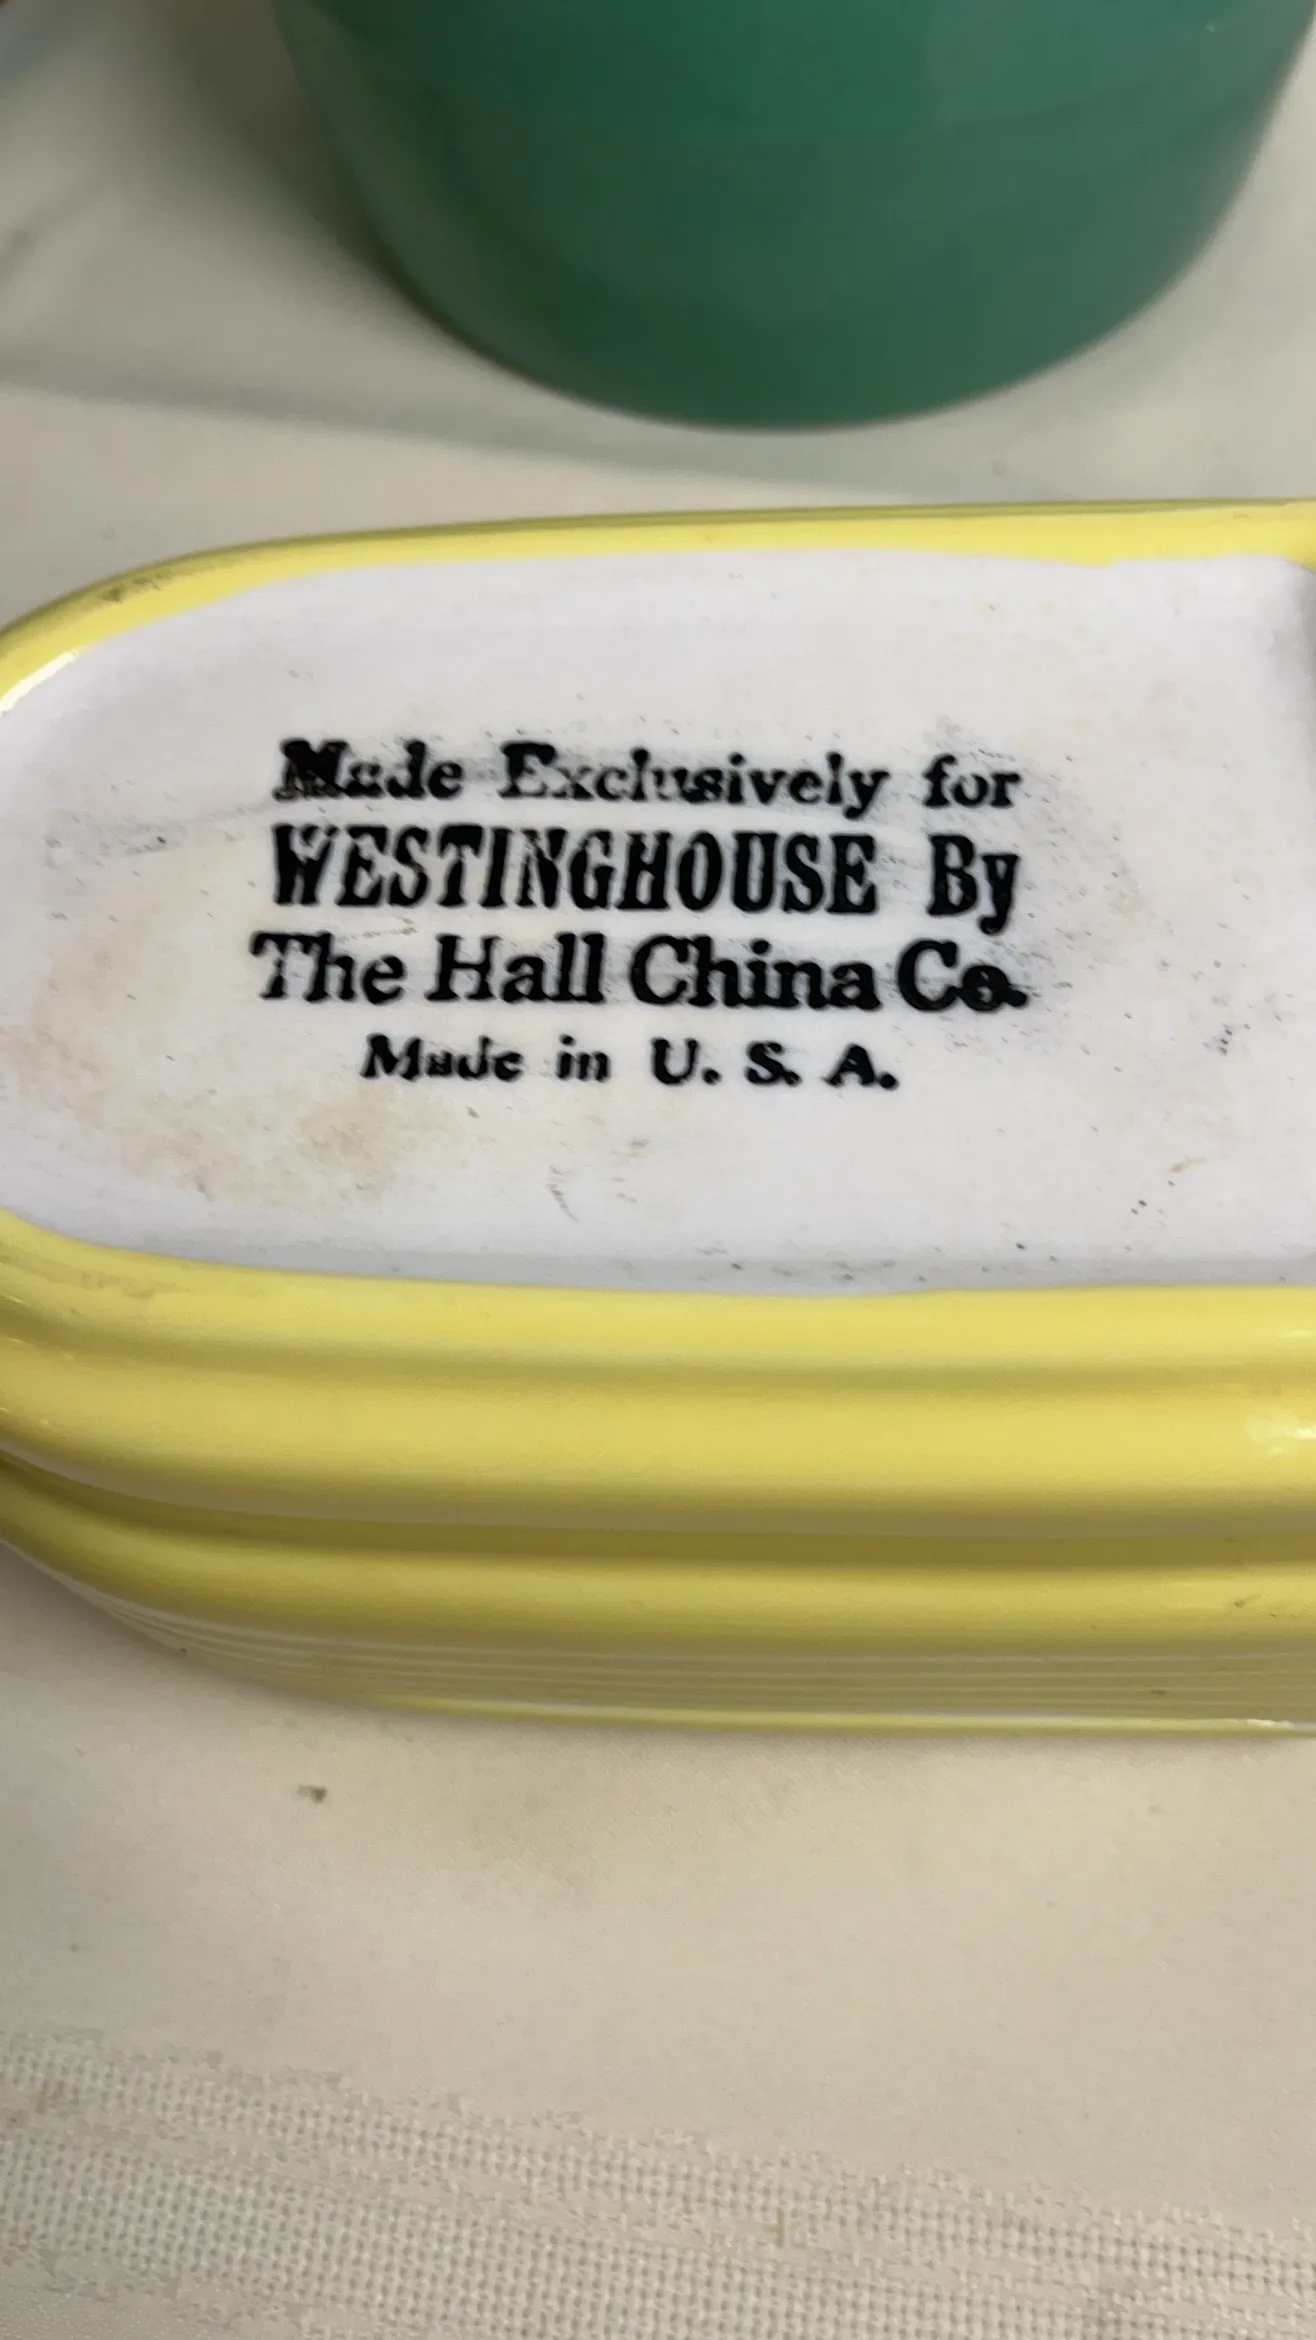 Made Exclusively for
WESTINGHOUSE By
The Hall China Co.
Made in U. S. A.